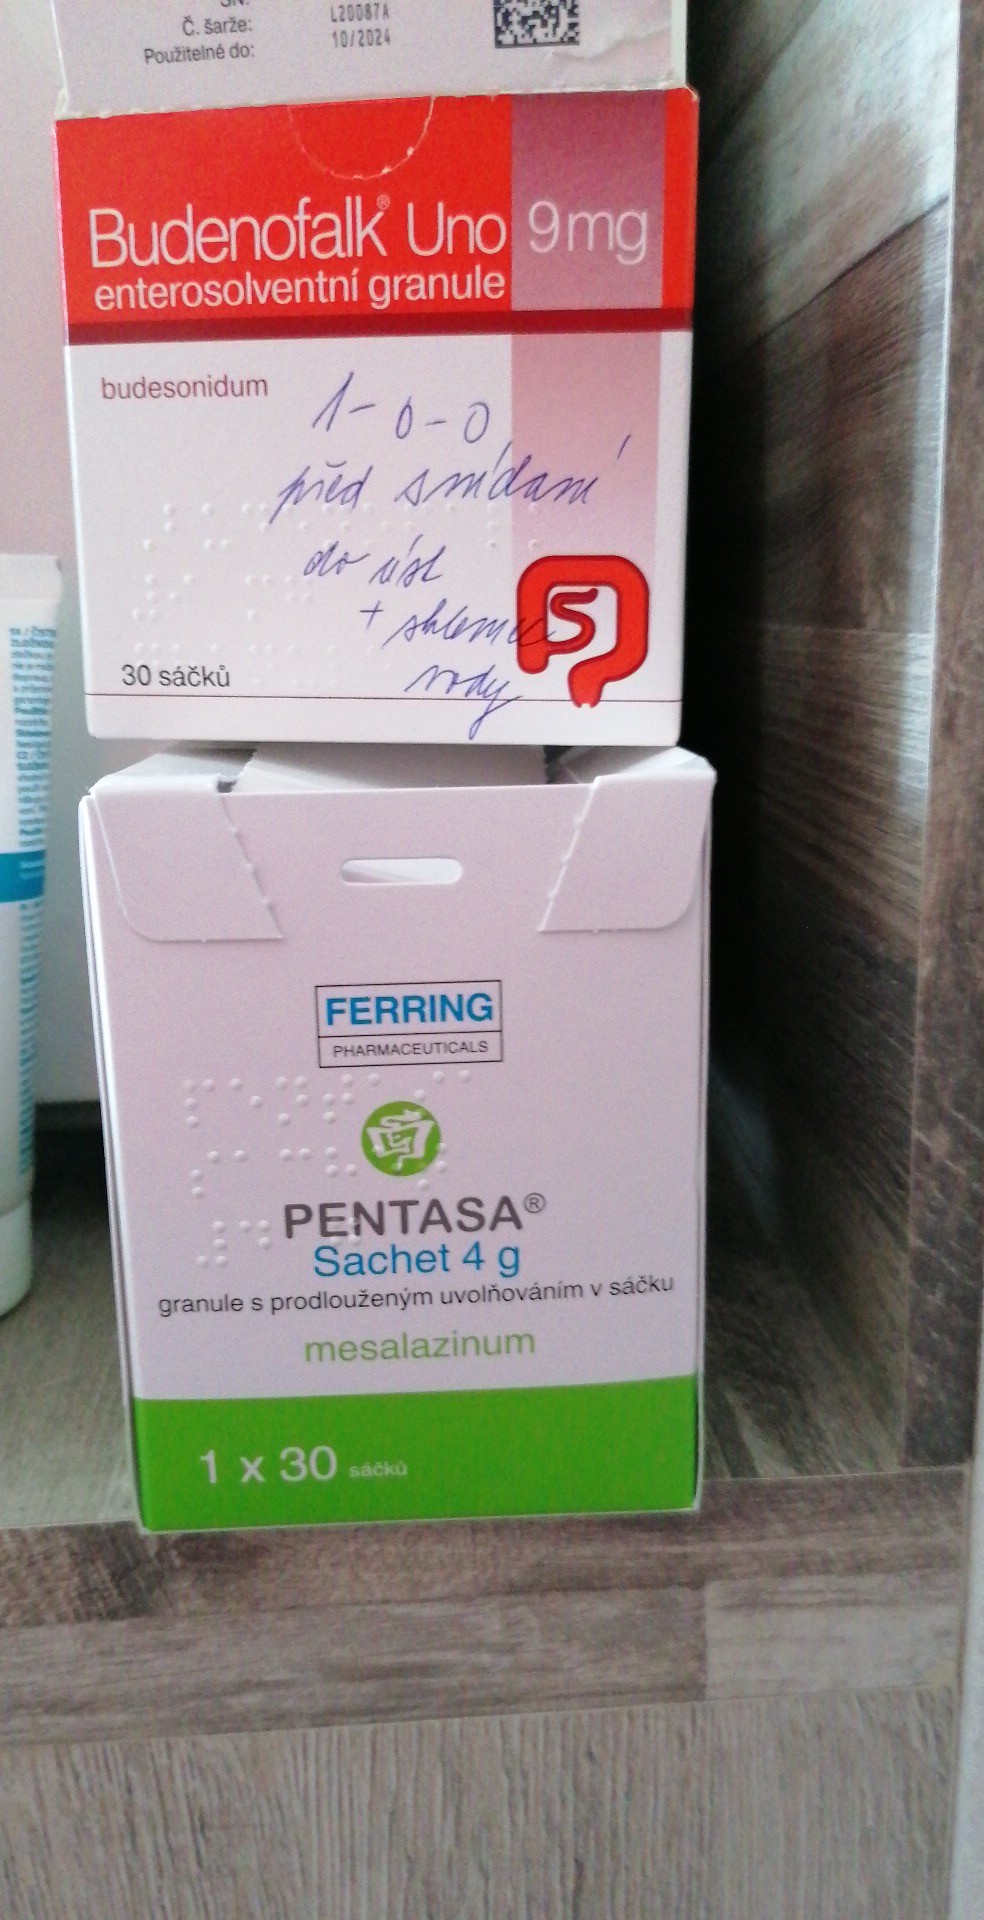 SN:
Č. šarže: L20087A
Použitelné do: 10/2024
Budenofalk® Uno 9mg
enterosolventní granule
budesonidum
1-0-0
před snídaní
do úst
+ sklenice
vody
30 sáčků
FERRING
PHARMACEUTICALS
PENTASA®
Sachet 4 g
granule s prodlouženým uvolňováním v sáčku
mesalazinum
1 x 30 sáčků